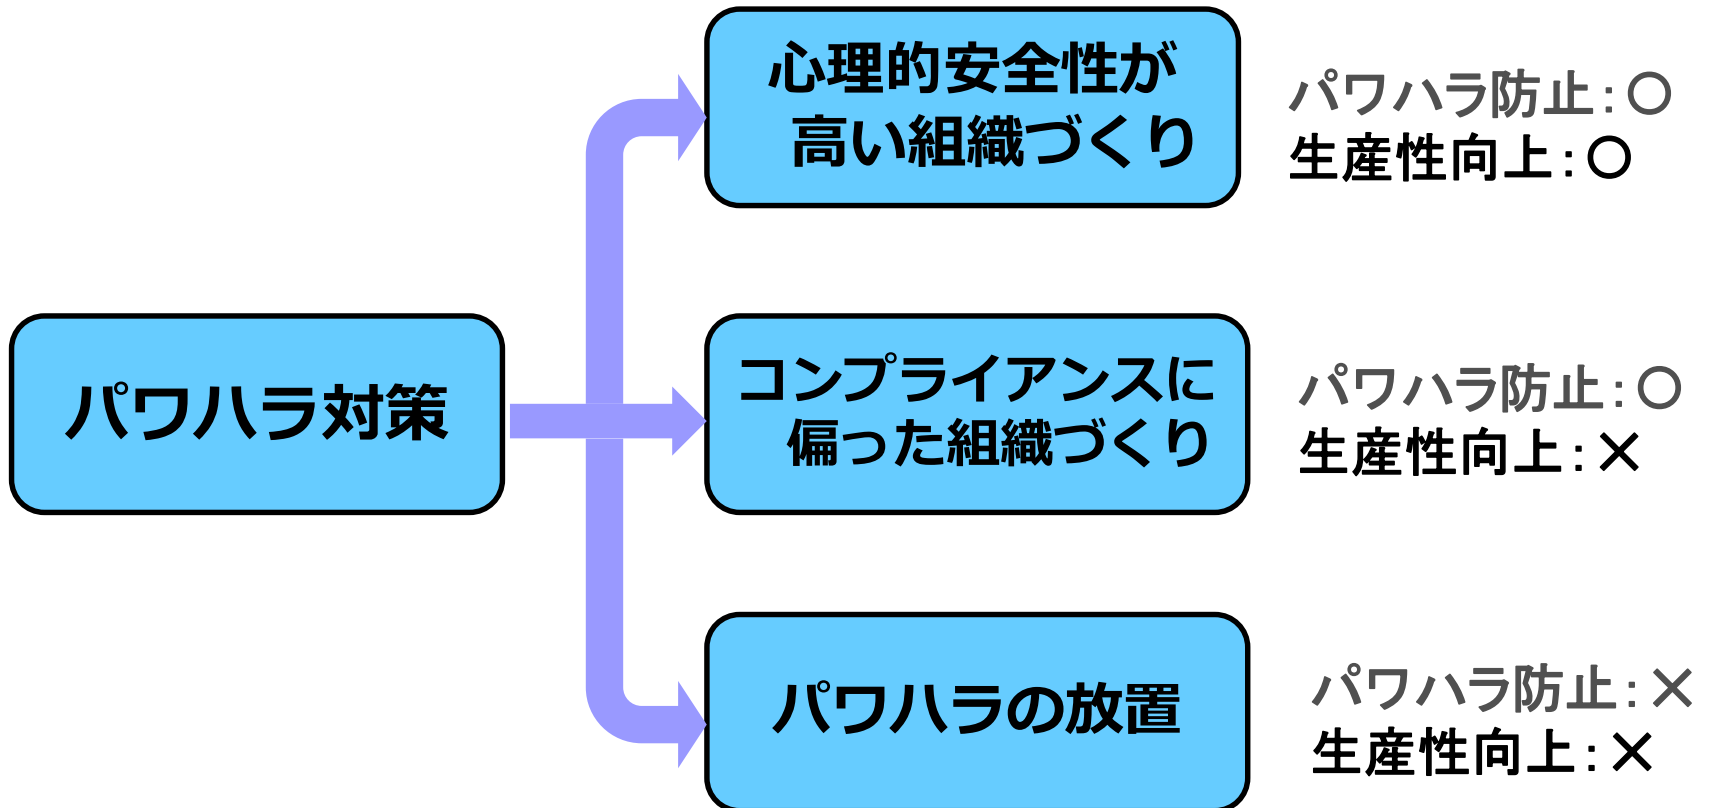 心理的安全性が
高い組織づくり
パワハラ防止:〇
生産性向上:〇
パワハラ対策
コンプライアンスに
偏った組織づくり
パワハラ防止:〇
生産性向上:×
パワハラの放置
パワハラ防止:×
生産性向上:×